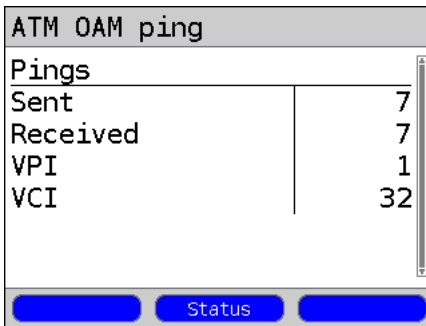 ATM OAM ping
Pings
Sent 7
Received 7
VPI 1
VCI 32
Status